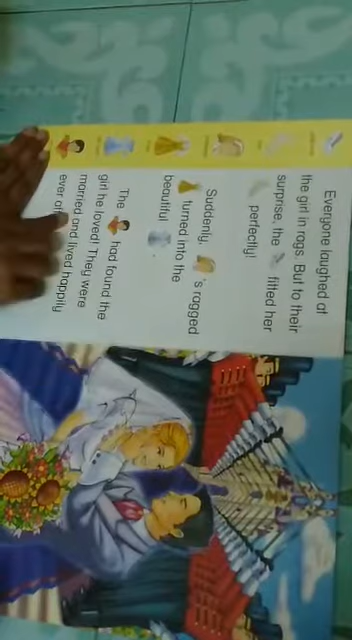 Everyone laughed at
the girl in rags. But to their
surprise, the fitted her
perfectly!
Suddenly, 's ragged
turned into the
beautiful .
The had found the
girl he loved! They were
married and lived happily
ever